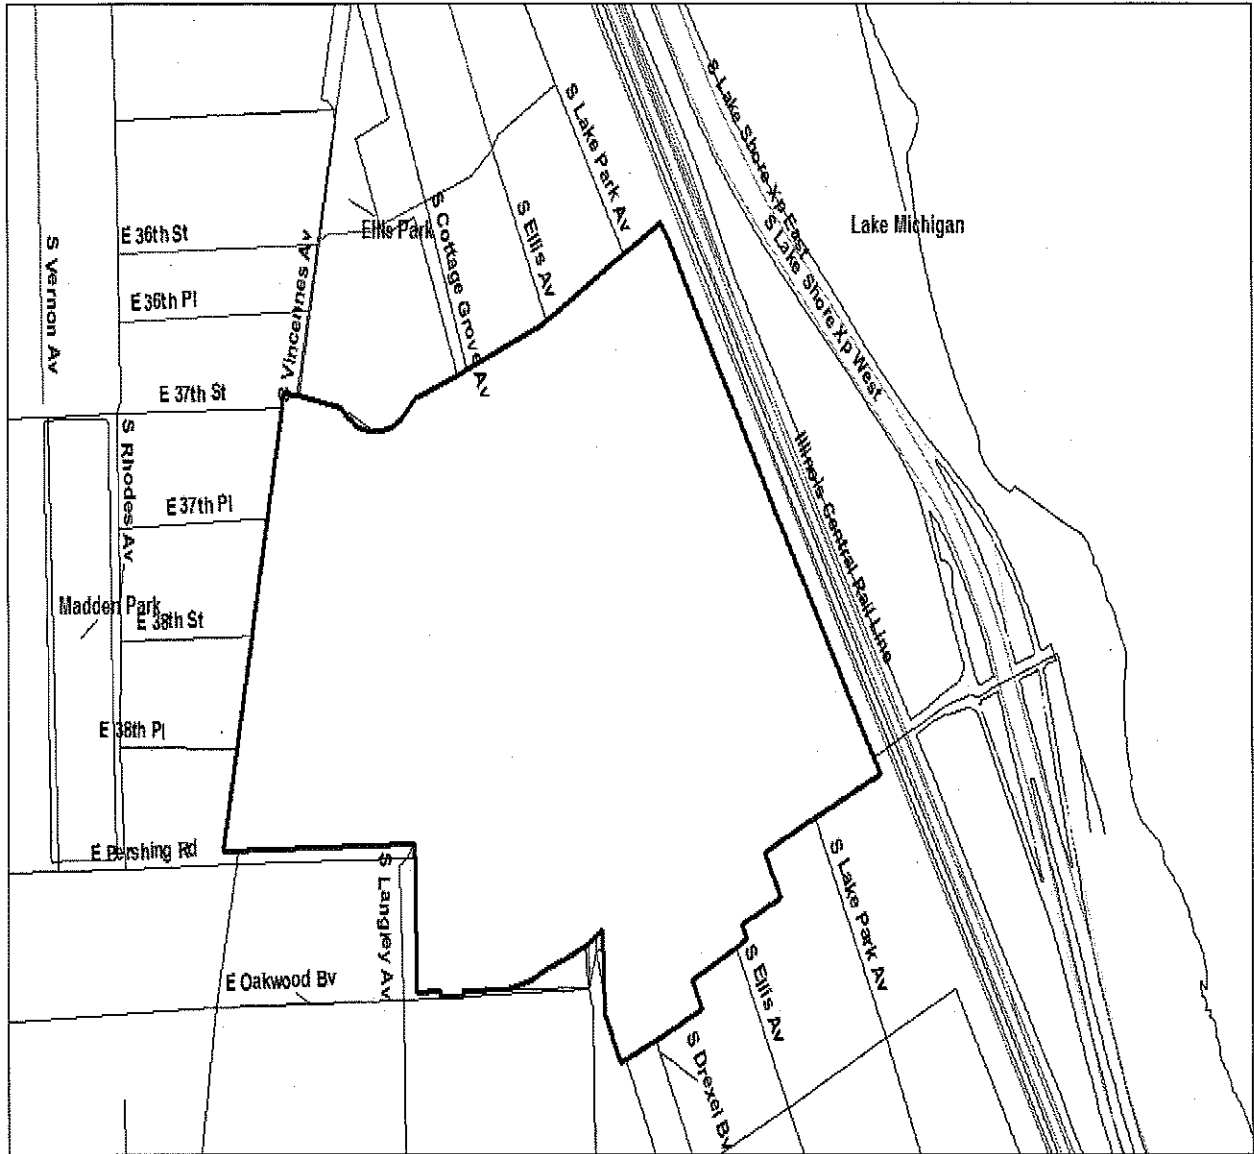 S Lake Shore Xp East
S Lake Park Av
S Cottage Grove Av
S Ellis Av
Ellis Park
Lake Michigan
S Lake Shore Xp West
E 36th St
S Vernon Av
S Vincennes Av
E 36th Pl
E 37th St
S Rhodes Av
Illinois Central Rail Line
E 37th Pl
Madden Park
E 38th St
E 38th Pl
E Pershing Rd
S Langley Av
S Lake Park Av
S Ellis Av
E Oakwood Bv
S Drexel Bv